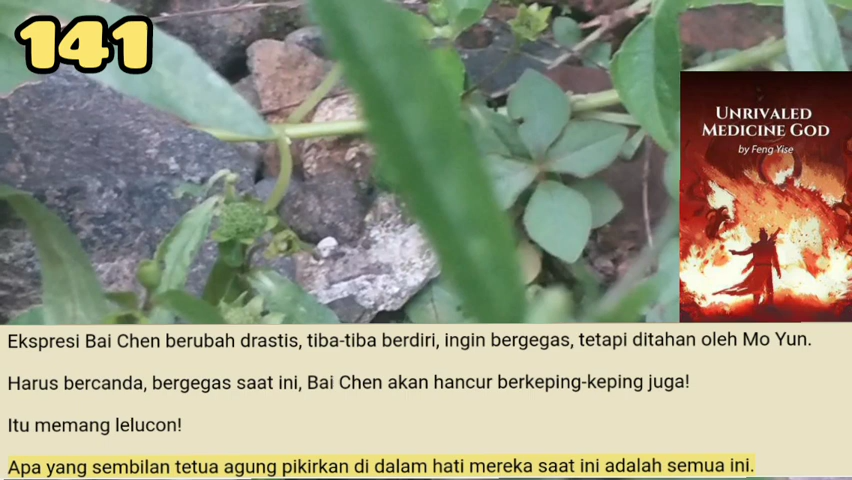 141
UNRIVALED
MEDICINE GOD
by Feng Yise
Ekspresi Bai Chen berubah drastis, tiba-tiba berdiri, ingin bergegas, tetapi ditahan oleh Mo Yun.
Harus bercanda, bergegas saat ini, Bai Chen akan hancur berkeping-keping juga!
Itu memang lelucon!
Apa yang sembilan tetua agung pikirkan di dalam hati mereka saat ini adalah semua ini.